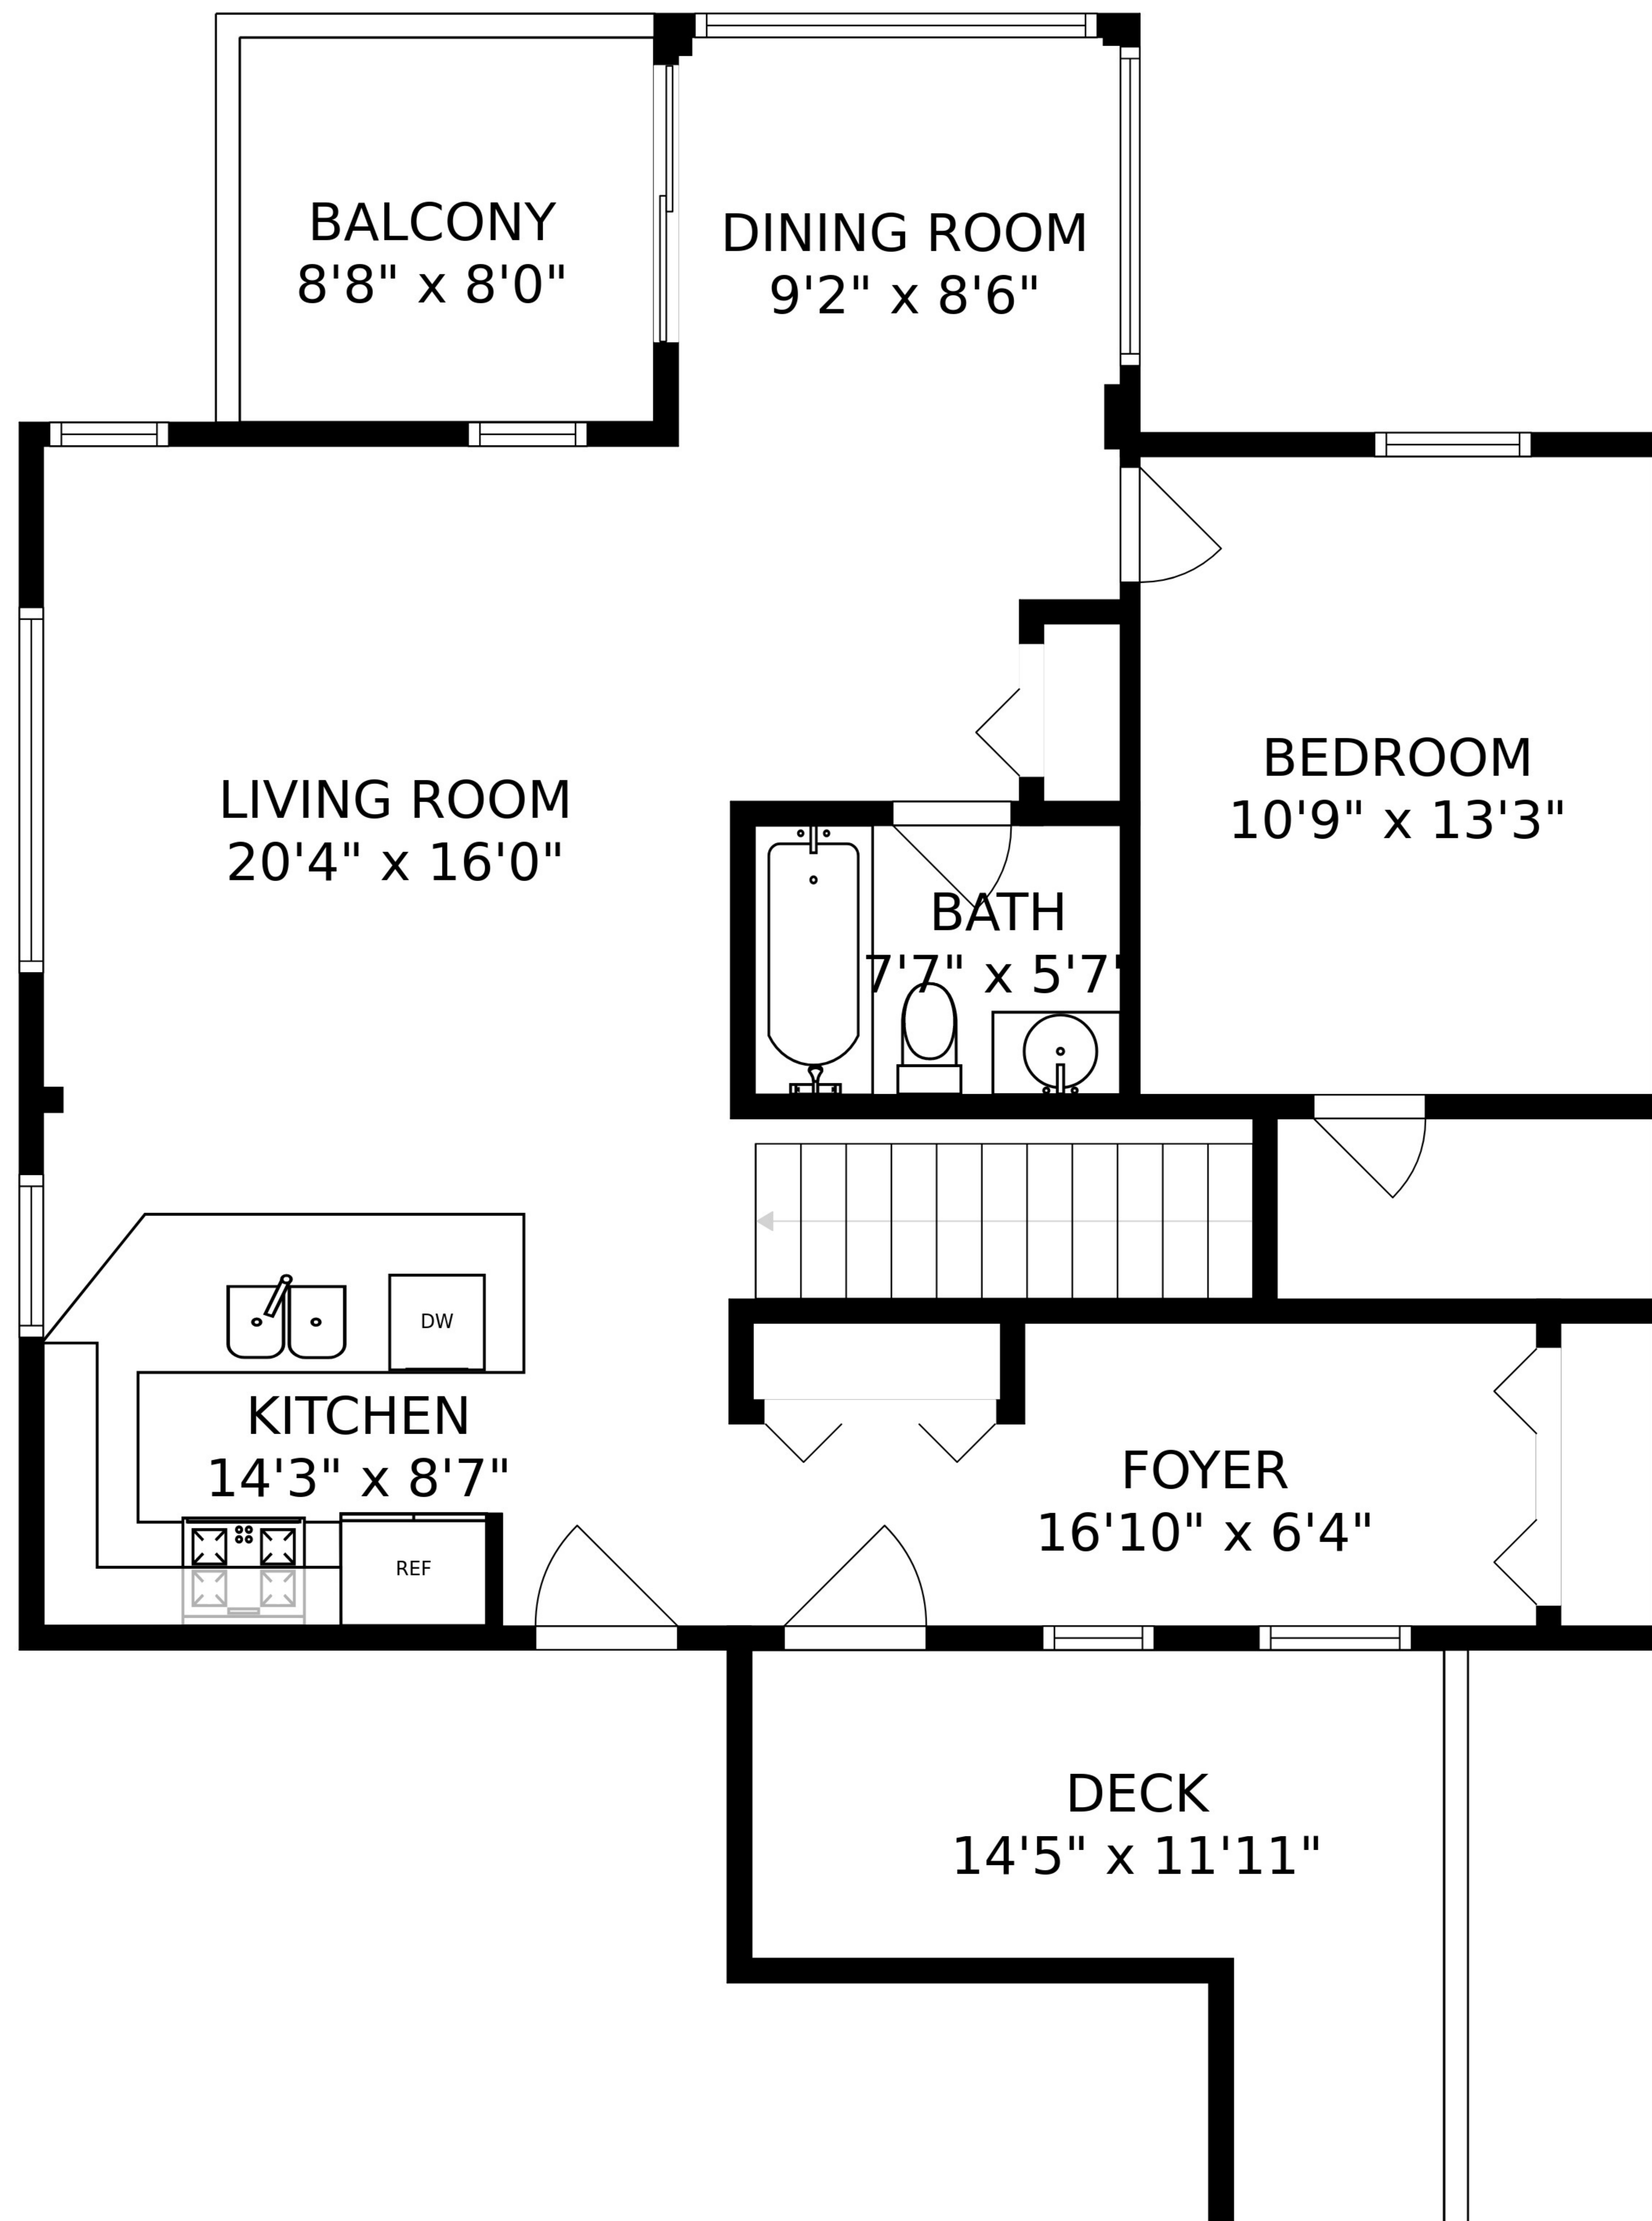 BALCONY
8'8" x 8'0"
DINING ROOM
9'2" x 8'6"
LIVING ROOM
20'4" x 16'0"
BEDROOM
10'9" x 13'3"
BATH
7'7" x 5'7"
DW
KITCHEN
14'3" x 8'7"
REF
FOYER
16'10" x 6'4"
DECK
14'5" x 11'11"